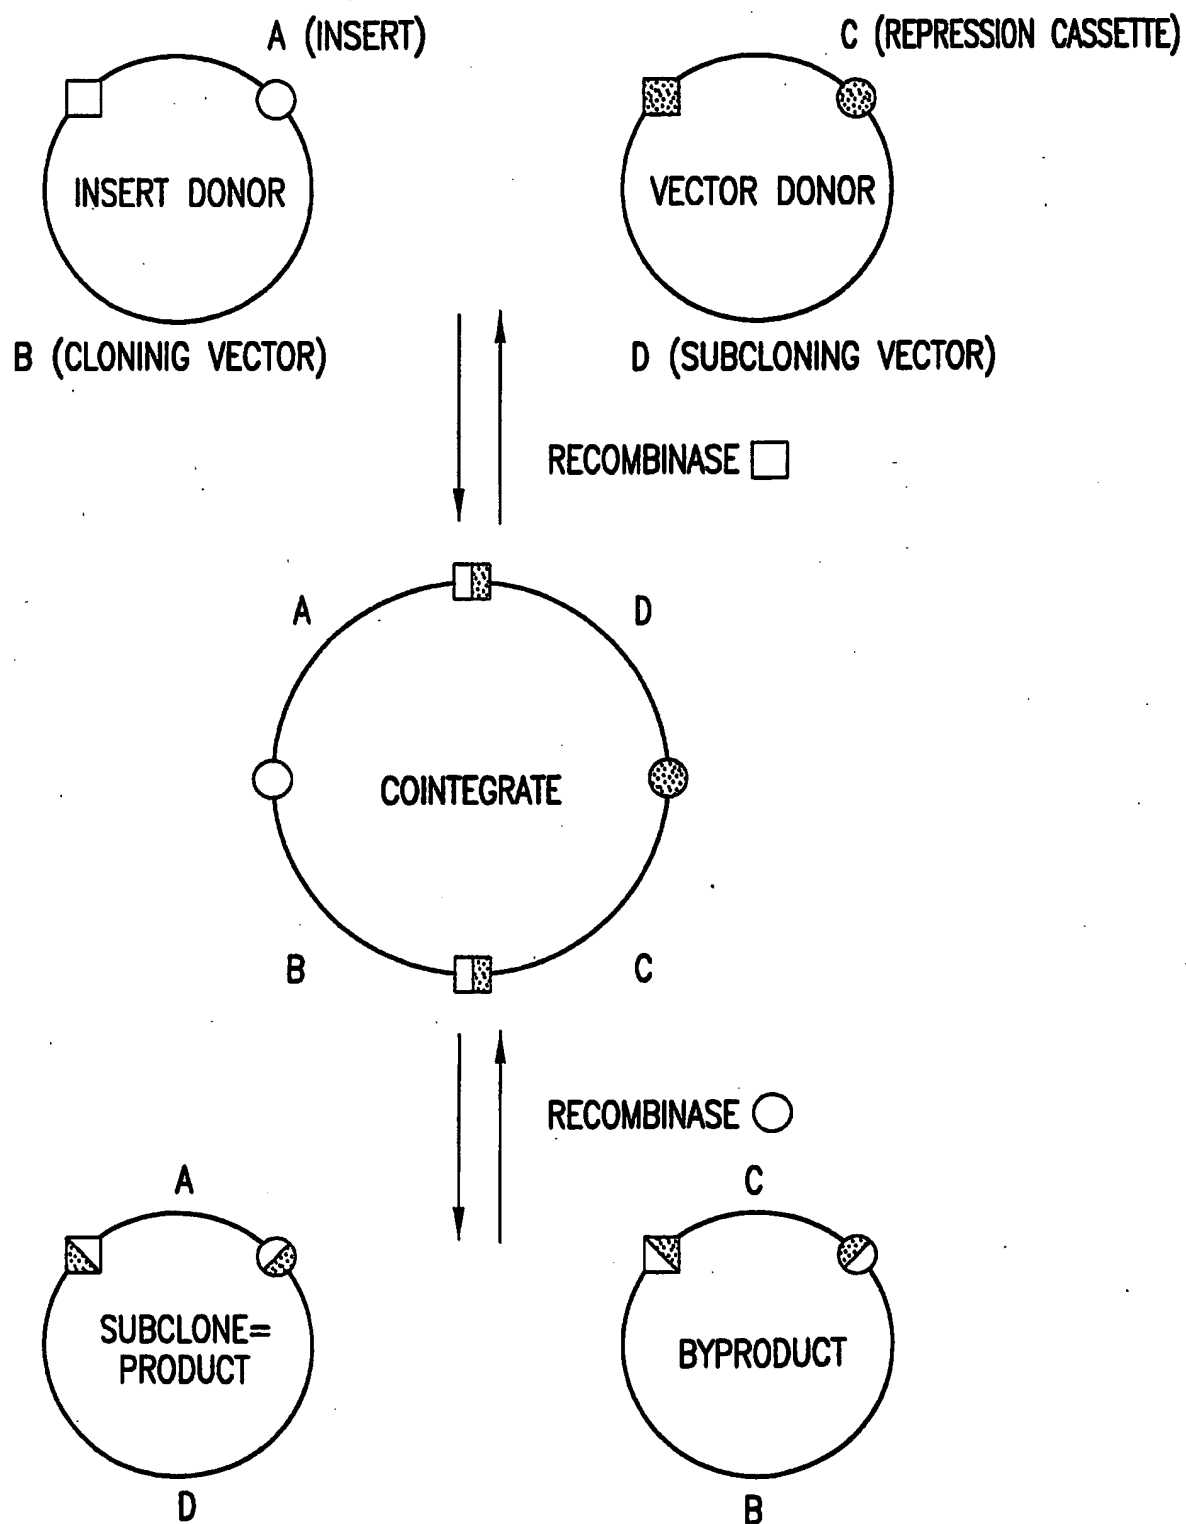 A (INSERT)
C (REPRESSION CASSETTE)
INSERT DONOR
VECTOR DONOR
B (CLONINIG VECTOR)
D (SUBCLONING VECTOR)
RECOMBINASE
A
D
COINTEGRATE
B
C
RECOMBINASE
A
C
SUBCLONE=
PRODUCT
BYPRODUCT
D
B